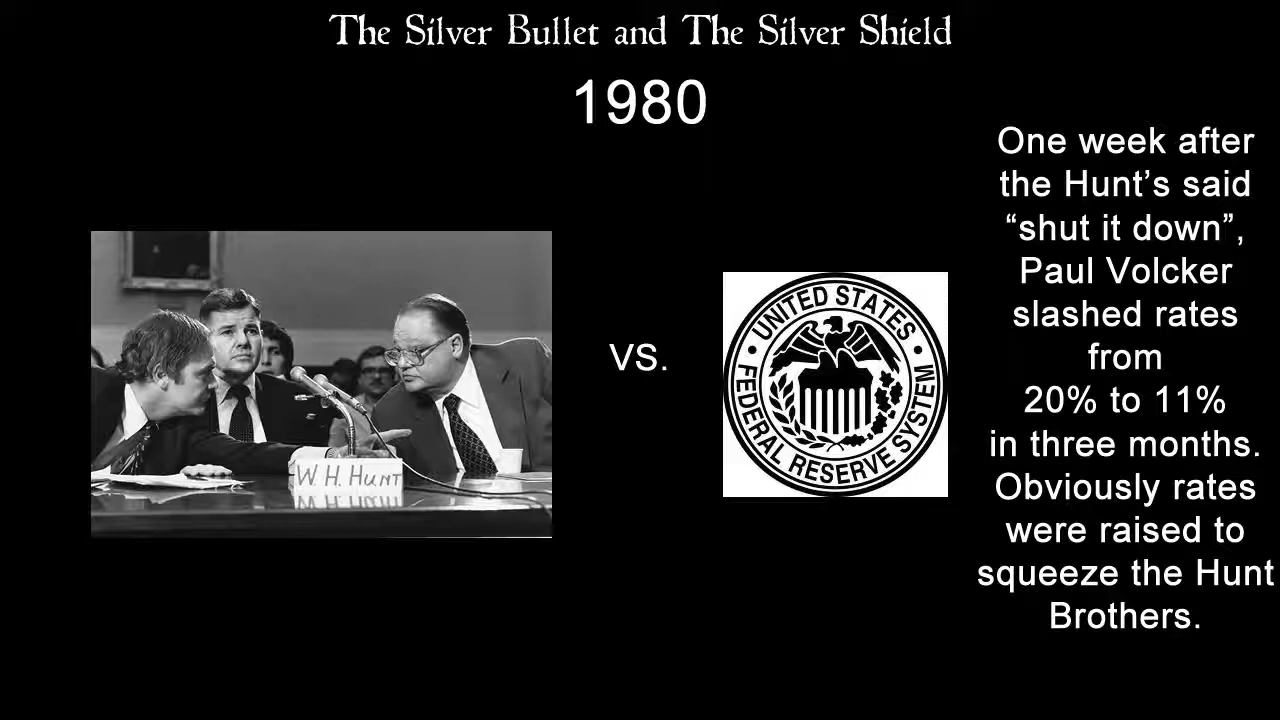 The Silver Bullet and The Silver Shield
1980
One week after
the Hunt’s said
“shut it down”,
Paul Volcker
slashed rates
from
20% to 11%
in three months.
Obviously rates
were raised to
squeeze the Hunt
Brothers.
W. H. HUNT
vs.
UNITED STATES
FEDERAL RESERVE SYSTEM